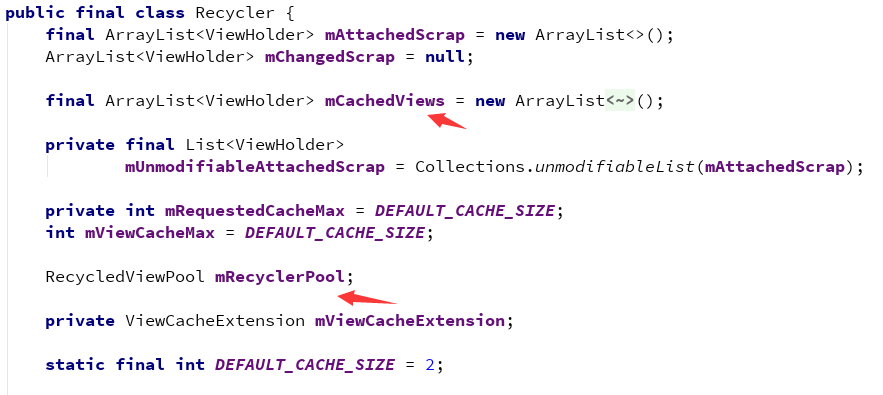 public final class Recycler {
    final ArrayList<ViewHolder> mAttachedScrap = new ArrayList<>();
    ArrayList<ViewHolder> mChangedScrap = null;
    final ArrayList<ViewHolder> mCachedViews = new ArrayList<~>();
    private final List<ViewHolder>
            mUnmodifiableAttachedScrap = Collections.unmodifiableList(mAttachedScrap);
    private int mRequestedCacheMax = DEFAULT_CACHE_SIZE;
    int mViewCacheMax = DEFAULT_CACHE_SIZE;
    RecycledViewPool mRecyclerPool;
    private ViewCacheExtension mViewCacheExtension;
    static final int DEFAULT_CACHE_SIZE = 2;